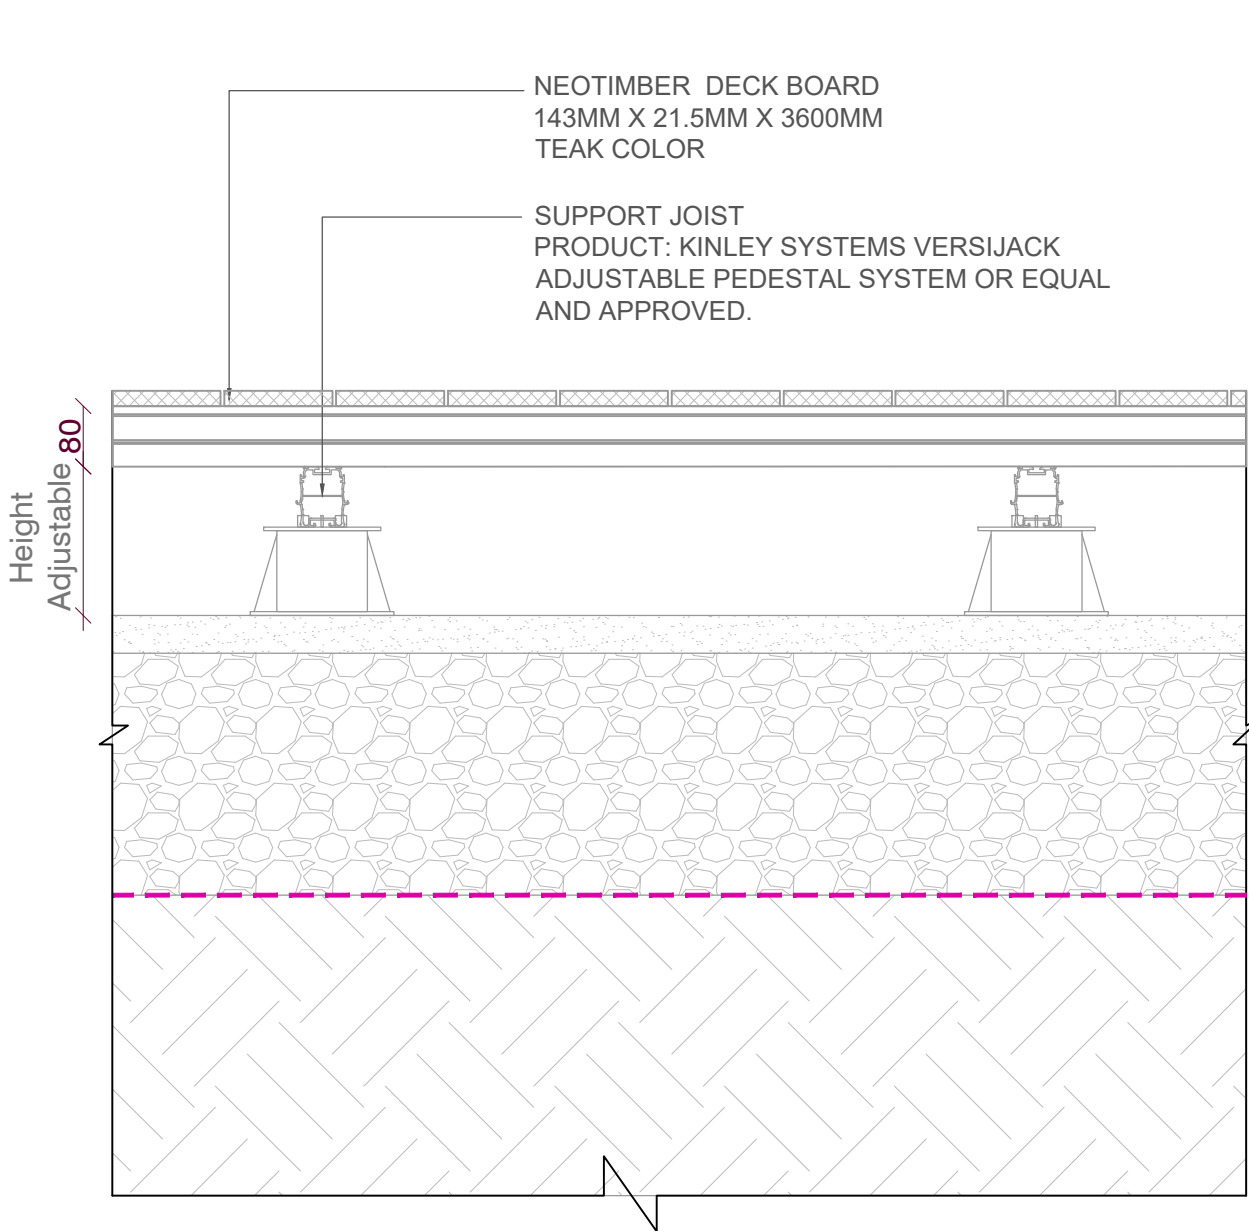 NEOTIMBER DECK BOARD
143MM X 21.5MM X 3600MM
TEAK COLOR
SUPPORT JOIST
PRODUCT: KINLEY SYSTEMS VERSIJACK
ADJUSTABLE PEDESTAL SYSTEM OR EQUAL
AND APPROVED.
80
Height
Adjustable